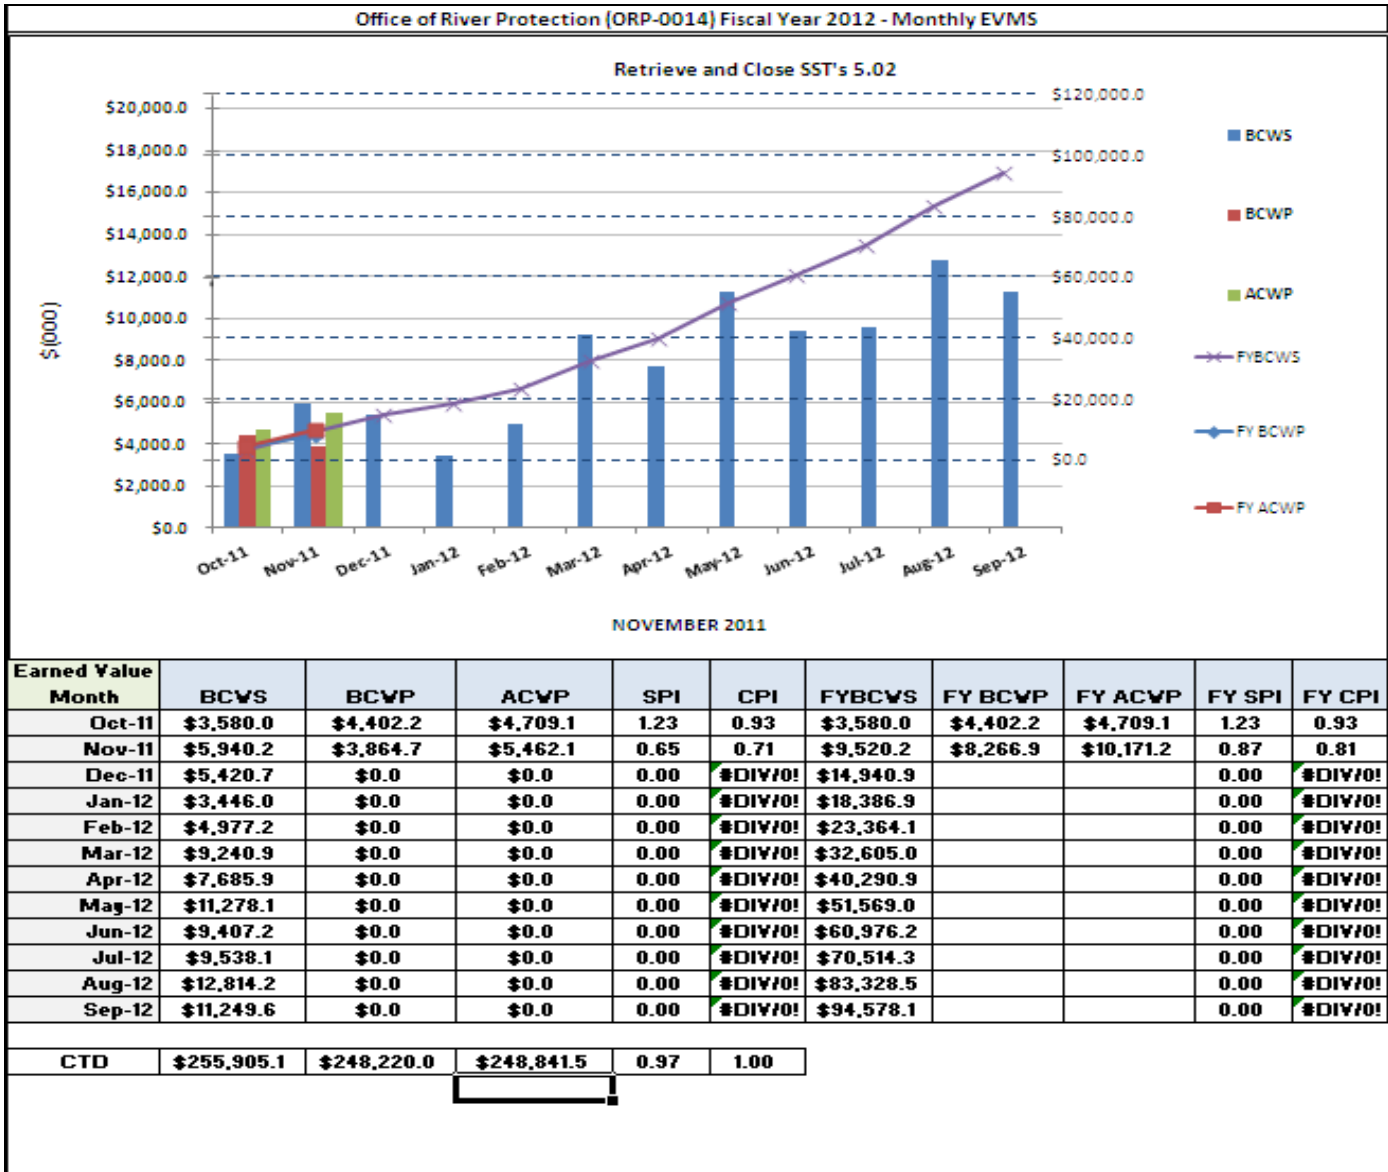 Office of River Protection (ORP-0014) Fiscal Year 2012 - Monthly EVMS
Retrieve and Close SST's 5.02
$20,000.0
$18,000.0
$16,000.0
$14,000.0
$12,000.0
$10,000.0
$8,000.0
$6,000.0
$4,000.0
$2,000.0
$0.0
$(000)
$120,000.0
$100,000.0
$80,000.0
$60,000.0
$40,000.0
$20,000.0
$0.0
BCWS
BCWP
ACWP
FYBCWS
FY BCWP
FY ACWP
Oct-11 Nov-11 Dec-11 Jan-12 Feb-12 Mar-12 Apr-12 May-12 Jun-12 Jul-12 Aug-12 Sep-12
NOVEMBER 2011
Earned Value
Month BCWS BCWP ACWP SPI CPI FYBCWS FY BCWP FY ACWP FY SPI FY CPI
Oct-11 $3,580.0 $4,402.2 $4,709.1 1.23 0.93 $3,580.0 $4,402.2 $4,709.1 1.23 0.93
Nov-11 $5,940.2 $3,864.7 $5,462.1 0.65 0.71 $9,520.2 $8,266.9 $10,171.2 0.87 0.81
Dec-11 $5,420.7 $0.0 $0.0 0.00 #DIV/0! $14,940.9 0.00 #DIV/0!
Jan-12 $3,446.0 $0.0 $0.0 0.00 #DIV/0! $18,386.9 0.00 #DIV/0!
Feb-12 $4,977.2 $0.0 $0.0 0.00 #DIV/0! $23,364.1 0.00 #DIV/0!
Mar-12 $9,240.9 $0.0 $0.0 0.00 #DIV/0! $32,605.0 0.00 #DIV/0!
Apr-12 $7,685.9 $0.0 $0.0 0.00 #DIV/0! $40,290.9 0.00 #DIV/0!
May-12 $11,278.1 $0.0 $0.0 0.00 #DIV/0! $51,569.0 0.00 #DIV/0!
Jun-12 $9,407.2 $0.0 $0.0 0.00 #DIV/0! $60,976.2 0.00 #DIV/0!
Jul-12 $9,538.1 $0.0 $0.0 0.00 #DIV/0! $70,514.3 0.00 #DIV/0!
Aug-12 $12,814.2 $0.0 $0.0 0.00 #DIV/0! $83,328.5 0.00 #DIV/0!
Sep-12 $11,249.6 $0.0 $0.0 0.00 #DIV/0! $94,578.1 0.00 #DIV/0!
CTD $255,905.1 $248,220.0 $248,841.5 0.97 1.00